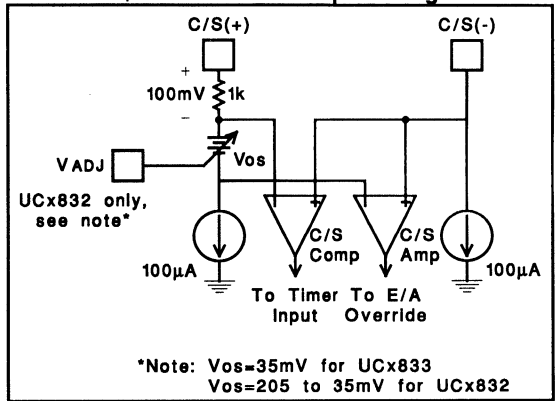 C/S(+)
C/S(-)
+
100mV
1k
-
VADJ
Vos
UCx832 only,
see note*
C/S
Comp
C/S
Amp
100µA
100µA
To Timer
Input
To E/A
Override
*Note: Vos=35mV for UCx833
Vos=205 to 35mV for UCx832